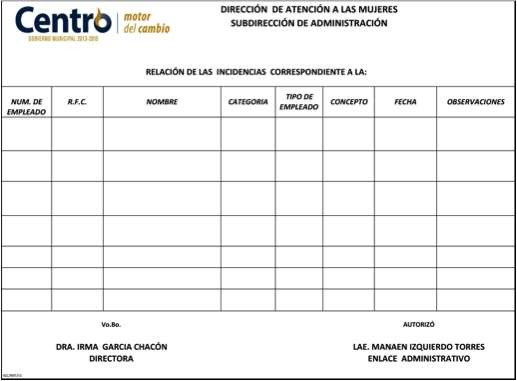 Centro
motor
del cambio
GOBIERNO MUNICIPAL 2013-2015
DIRECCIÓN DE ATENCIÓN A LAS MUJERES
SUBDIRECCIÓN DE ADMINISTRACIÓN
RELACIÓN DE LAS INCIDENCIAS CORRESPONDIENTE A LA:
NUM. DE EMPLEADO
R.F.C.
NOMBRE
CATEGORIA
TIPO DE EMPLEADO
CONCEPTO
FECHA
OBSERVACIONES
Vo.Bo.
AUTORIZÓ
DRA. IRMA GARCIA CHACÓN
LAE. MANAEN IZQUIERDO TORRES
DIRECTORA
ENLACE ADMINISTRATIVO